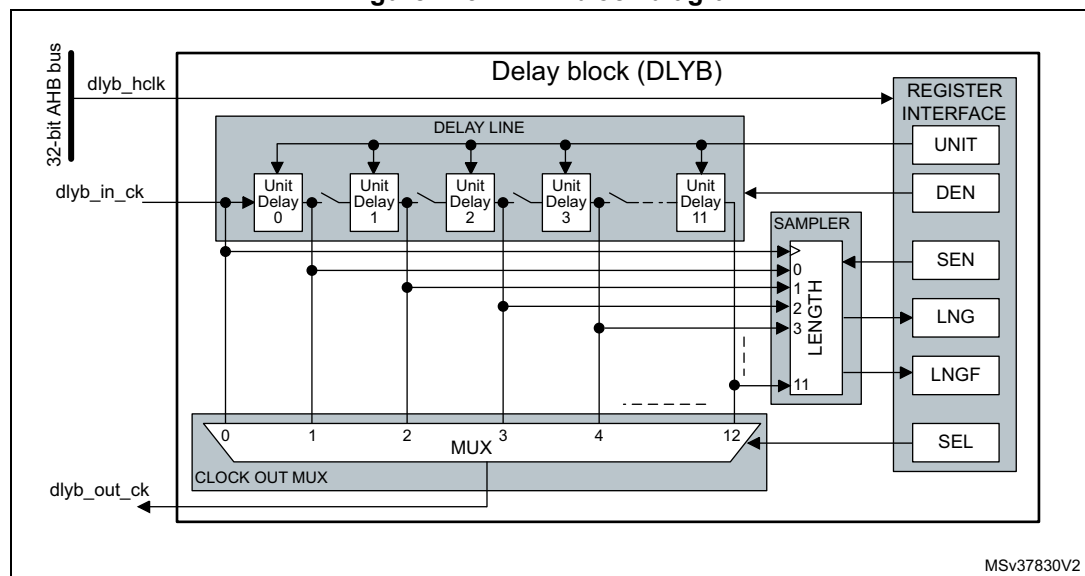 Delay block (DLYB)
32-bit AHB bus
dlyb_hclk
REGISTER
INTERFACE
DELAY LINE
UNIT
dlyb_in_ck
Unit
Delay
0
Unit
Delay
1
Unit
Delay
2
Unit
Delay
3
Unit
Delay
11
DEN
SAMPLER
SEN
0
1
2
3
11
LENGTH
LNG
LNGF
0
1
2
3
4
12
MUX
SEL
CLOCK OUT MUX
dlyb_out_ck
MSv37830V2